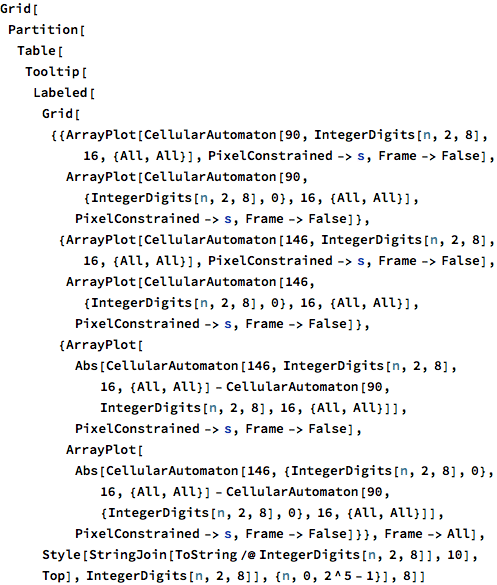 Grid[
Partition[
Table[
Tooltip[
Labeled[
Grid[
{{ArrayPlot[CellularAutomaton[90, IntegerDigits[n, 2, 8],
16, {All, All}], PixelConstrained -> s, Frame -> False],
ArrayPlot[CellularAutomaton[90,
{IntegerDigits[n, 2, 8], 0}, 16, {All, All}],
PixelConstrained -> s, Frame -> False]},
{ArrayPlot[CellularAutomaton[146, IntegerDigits[n, 2, 8],
16, {All, All}], PixelConstrained -> s, Frame -> False],
ArrayPlot[CellularAutomaton[146,
{IntegerDigits[n, 2, 8], 0}, 16, {All, All}],
PixelConstrained -> s, Frame -> False]},
{ArrayPlot[
Abs[CellularAutomaton[146, IntegerDigits[n, 2, 8],
16, {All, All}] - CellularAutomaton[90,
IntegerDigits[n, 2, 8], 16, {All, All}]],
PixelConstrained -> s, Frame -> False],
ArrayPlot[
Abs[CellularAutomaton[146, {IntegerDigits[n, 2, 8], 0},
16, {All, All}] - CellularAutomaton[90,
{IntegerDigits[n, 2, 8], 0}, 16, {All, All}]],
PixelConstrained -> s, Frame -> False]}}, Frame -> All],
Style[StringJoin[ToString /@ IntegerDigits[n, 2, 8]], 10],
Top], IntegerDigits[n, 2, 8]], {n, 0, 2^5 - 1}], 8]]